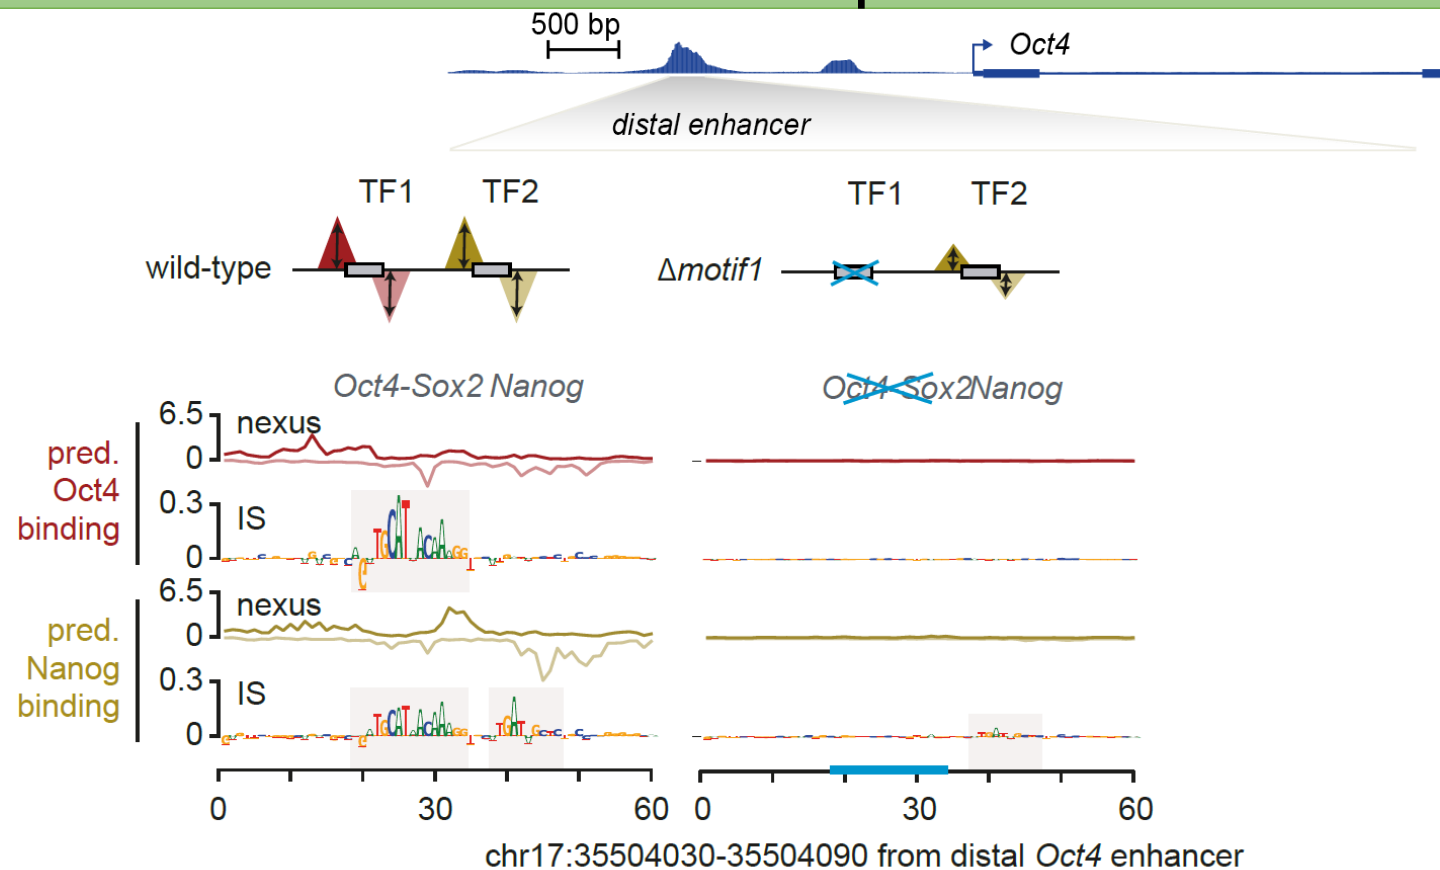 500 bp
Oct4
distal enhancer
TF1 TF2
TF1 TF2
wild-type
Δmotif1
Oct4-Sox2 Nanog
Oct4-Sox2Nanog
pred.
Oct4
binding
6.5
0
nexus
0.3
0
IS
pred.
Nanog
binding
6.5
0
nexus
0.3
0
IS
0 30 60
0 30 60
chr17:35504030-35504090 from distal Oct4 enhancer